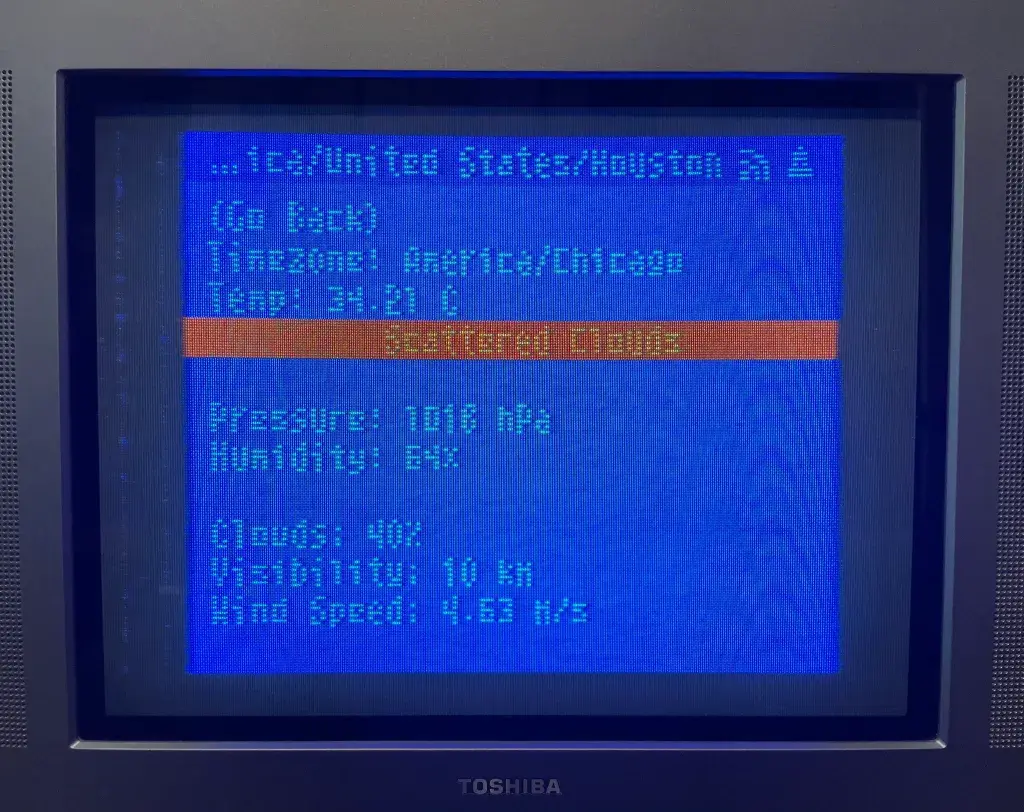 ...ica/United States/Houston
(Go Back)
Timezone: America/Chicago
Temp: 34.21 C
Scattered Clouds
Pressure: 1016 hPa
Humidity: 64%
Clouds: 40%
Visibility: 10 km
Wind Speed: 4.63 m/s
TOSHIBA